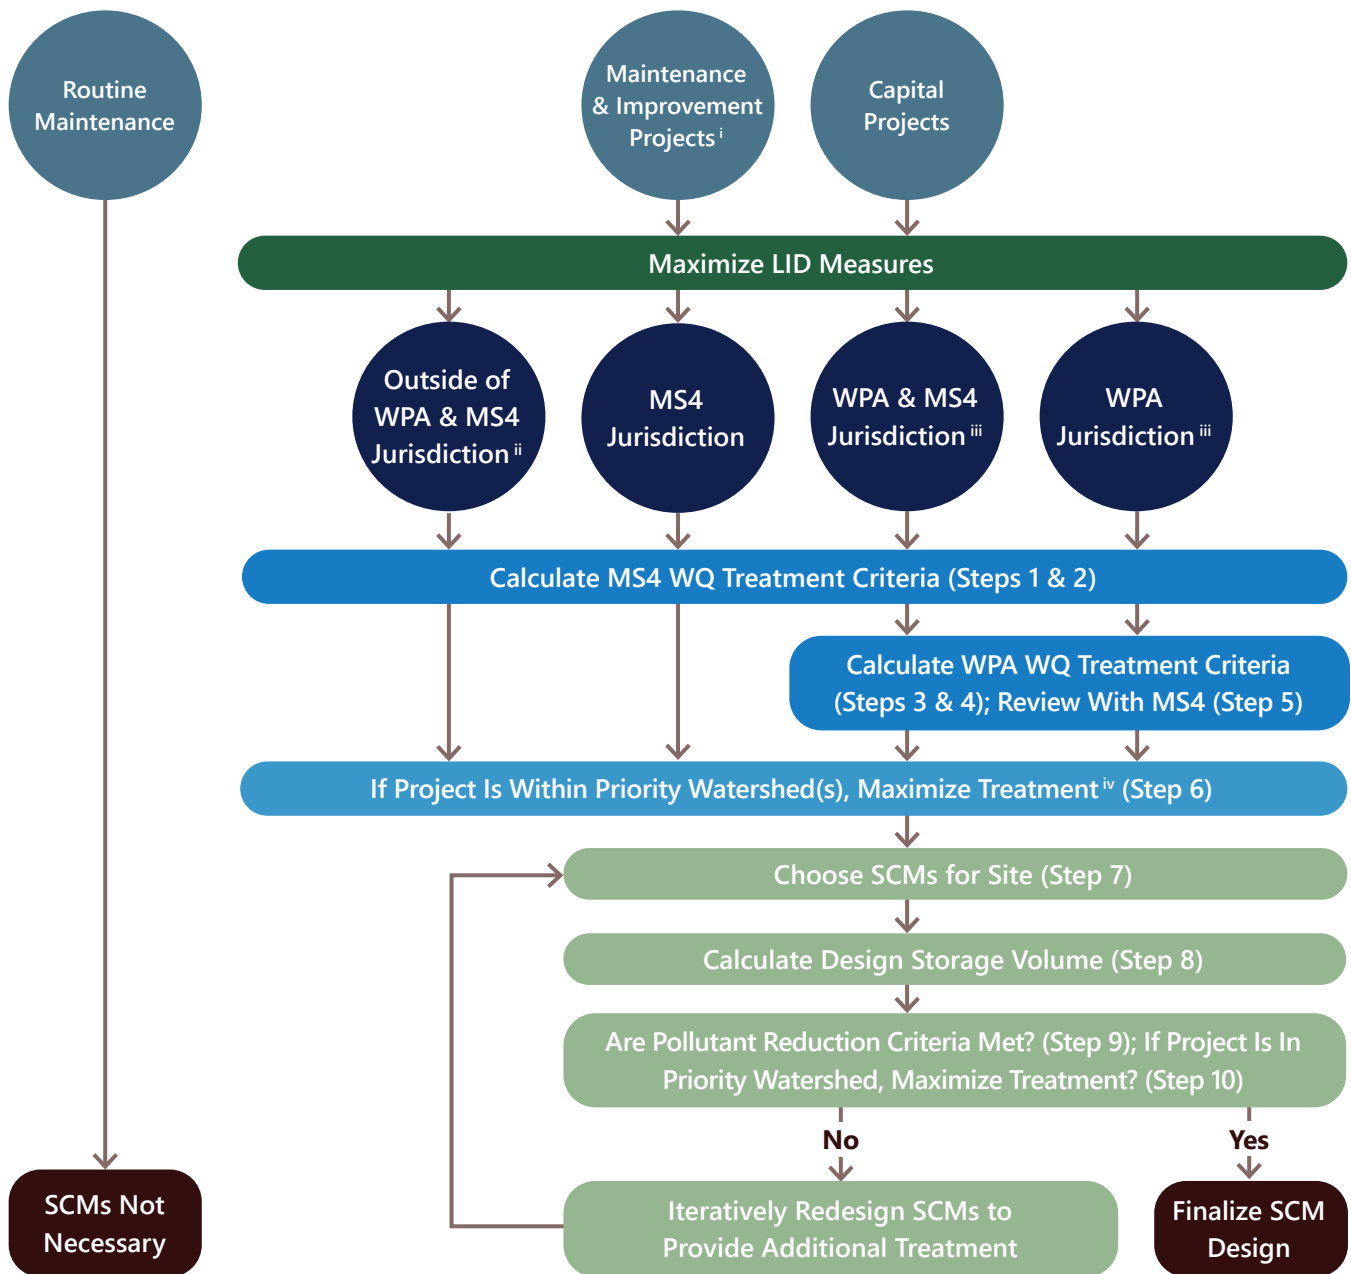 Routine
Maintenance
Maintenance
& Improvement
Projects i
Capital
Projects
Maximize LID Measures
Outside of
WPA & MS4
Jurisdiction ii
MS4
Jurisdiction
WPA & MS4
Jurisdiction iii
WPA
Jurisdiction iii
Calculate MS4 WQ Treatment Criteria (Steps 1 & 2)
Calculate WPA WQ Treatment Criteria
(Steps 3 & 4); Review With MS4 (Step 5)
If Project Is Within Priority Watershed(s), Maximize Treatment iv (Step 6)
Choose SCMs for Site (Step 7)
Calculate Design Storage Volume (Step 8)
Are Pollutant Reduction Criteria Met? (Step 9); If Project Is In
Priority Watershed, Maximize Treatment? (Step 10)
No
Yes
SCMs Not
Necessary
Iteratively Redesign SCMs to
Provide Additional Treatment
Finalize SCM
Design